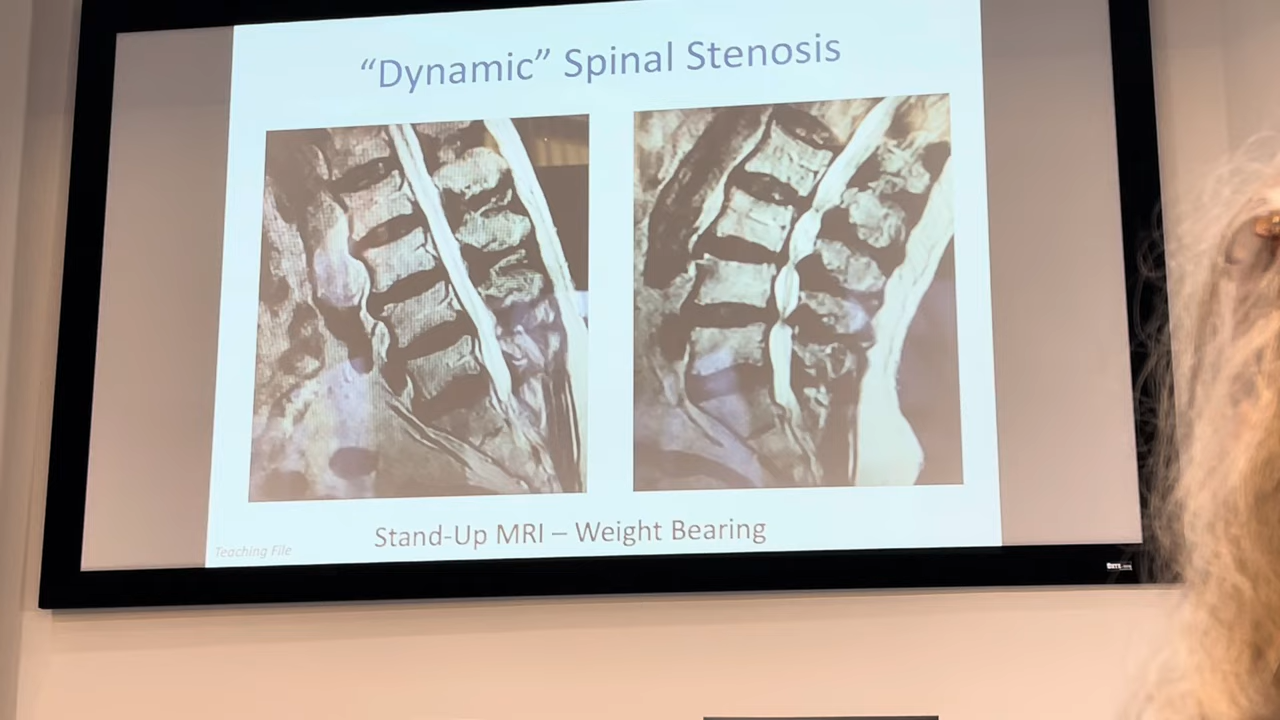 “Dynamic” Spinal Stenosis
Stand-Up MRI – Weight Bearing
Teaching File